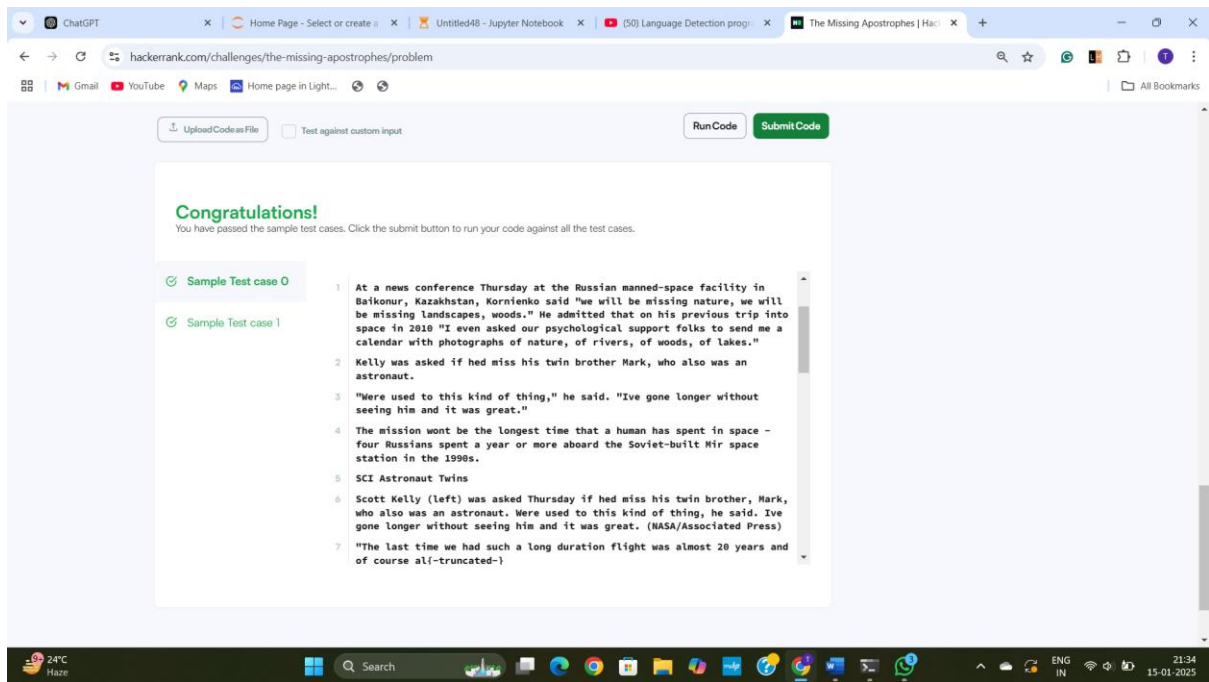 ChatGPT
Home Page - Select or create a
Untitled48 - Jupyter Notebook
(50) Language Detection progra
The Missing Apostrophes | Hac
hackerrank.com/challenges/the-missing-apostrophes/problem
Gmail
YouTube
Maps
Home page in Light...
All Bookmarks
Upload Code as File
Test against custom input
Run Code
Submit Code
Congratulations!
You have passed the sample test cases. Click the submit button to run your code against all the test cases.
Sample Test case 0
Sample Test case 1
1 At a news conference Thursday at the Russian manned-space facility in
Baikonur, Kazakhstan, Kornienko said "we will be missing nature, we will
be missing landscapes, woods." He admitted that on his previous trip into
space in 2010 "I even asked our psychological support folks to send me a
calendar with photographs of nature, of rivers, of woods, of lakes."
2 Kelly was asked if hed miss his twin brother Mark, who also was an
astronaut.
3 "Were used to this kind of thing," he said. "Ive gone longer without
seeing him and it was great."
4 The mission wont be the longest time that a human has spent in space -
four Russians spent a year or more aboard the Soviet-built Mir space
station in the 1990s.
5 SCI Astronaut Twins
6 Scott Kelly (left) was asked Thursday if hed miss his twin brother, Mark,
who also was an astronaut. Were used to this kind of thing, he said. Ive
gone longer without seeing him and it was great. (NASA/Associated Press)
7 "The last time we had such a long duration flight was almost 20 years and
of course al{-truncated-}
24°C
Haze
Search
ENG
IN
21:34
15-01-2025